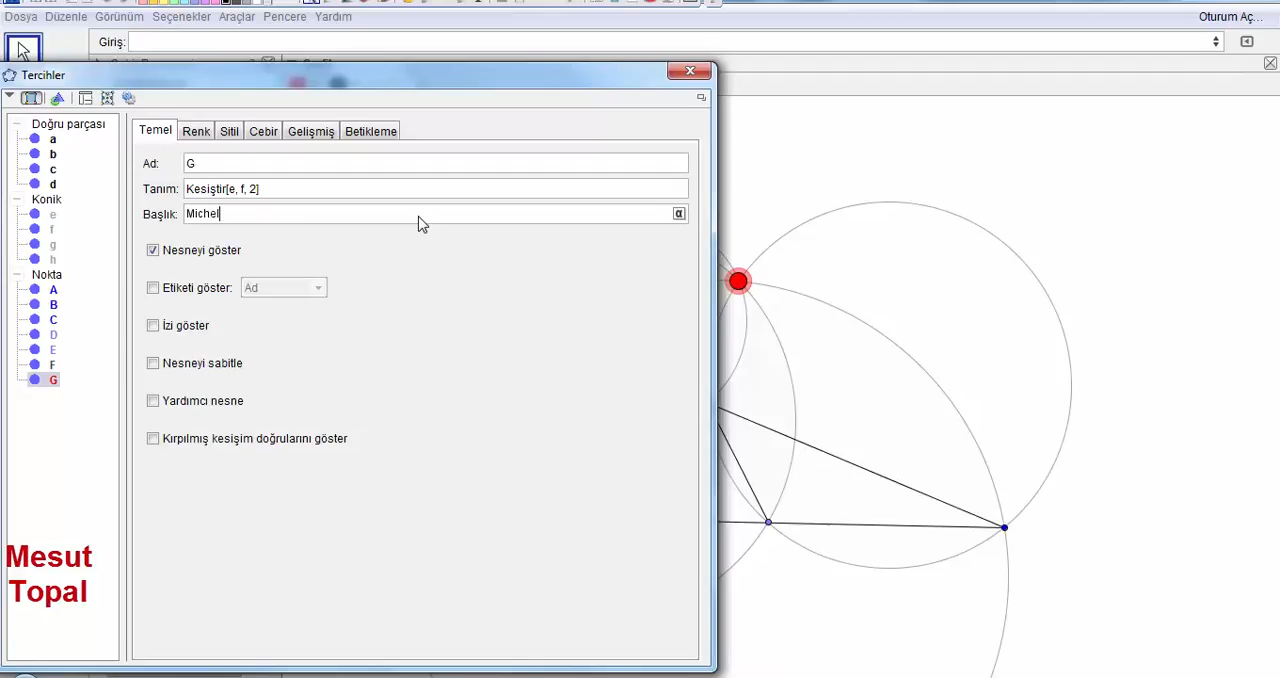 Dosya Düzenle Görünüm Seçenekler Araçlar Pencere Yardım
Oturum Aç...
Giriş:
Tercihler
Doğru parçası
a
b
c
d
Konik
e
f
g
h
Nokta
A
B
C
D
E
F
G
Temel Renk Sitil Cebir Gelişmiş Betikleme
Ad: G
Tanım: Kesiştir[e, f, 2]
Başlık: Michel α
Nesneyi göster
Etiketi göster: Ad
İzi göster
Nesneyi sabitle
Yardımcı nesne
Kırpılmış kesişim doğrularını göster
Mesut
Topal